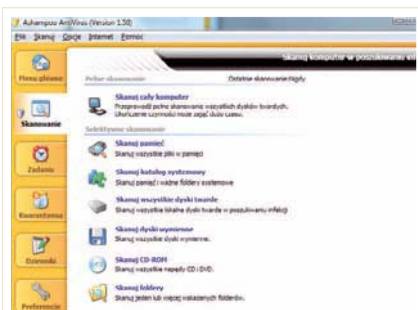 Ashampoo AntiVirus (Version 1.50)
Plik Skanuj Opcje Internet Pomoc
Skanuj komputer w poszukiwaniu
Menu główne
Pełne skanowanie
Ostatnie skanowanie: Nigdy
Skanuj cały komputer
Przeprowadź pełne skanowanie wszystkich dysków twardych.
Ukończenie czynności może zająć dużo czasu.
Skanowanie
Selektywne skanowanie
Skanuj pamięć
Skanuj wszystkie pliki w pamięci
Zadania
Skanuj katalog systemowy
Skanuj pamięć i ważne foldery systemowe
Kwarantanna
Skanuj wszystkie dyski twarde
Skanuj wszystkie lokalne dyski twarde w poszukiwaniu infekcji
Skanuj dyski wymienne
Skanuj wszystkie dyski wymienne.
Dzienniki
Skanuj CD-ROM
Skanuj wszystkie napędy CD i DVD.
Skanuj foldery
Skanuj jeden lub więcej wskazanych folderów.
Preferencje